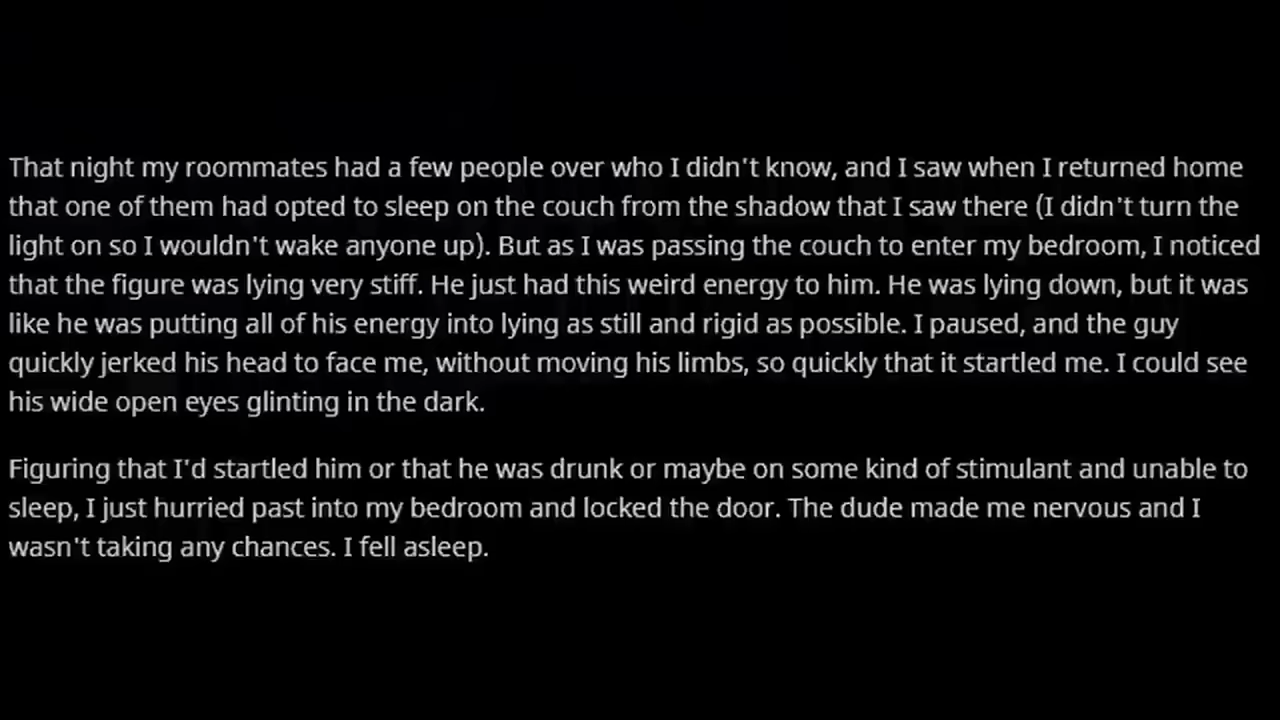 That night my roommates had a few people over who I didn't know, and I saw when I returned home
that one of them had opted to sleep on the couch from the shadow that I saw there (I didn't turn the
light on so I wouldn't wake anyone up). But as I was passing the couch to enter my bedroom, I noticed
that the figure was lying very stiff. He just had this weird energy to him. He was lying down, but it was
like he was putting all of his energy into lying as still and rigid as possible. I paused, and the guy
quickly jerked his head to face me, without moving his limbs, so quickly that it startled me. I could see
his wide open eyes glinting in the dark.
Figuring that I'd startled him or that he was drunk or maybe on some kind of stimulant and unable to
sleep, I just hurried past into my bedroom and locked the door. The dude made me nervous and I
wasn't taking any chances. I fell asleep.